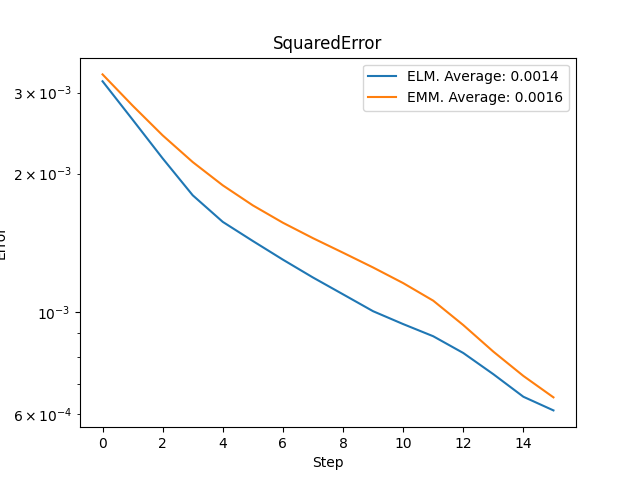 SquaredError
ELM. Average: 0.0014
EMM. Average: 0.0016
3 × 10⁻³
2 × 10⁻³
10⁻³
6 × 10⁻⁴
Error
0 2 4 6 8 10 12 14
Step